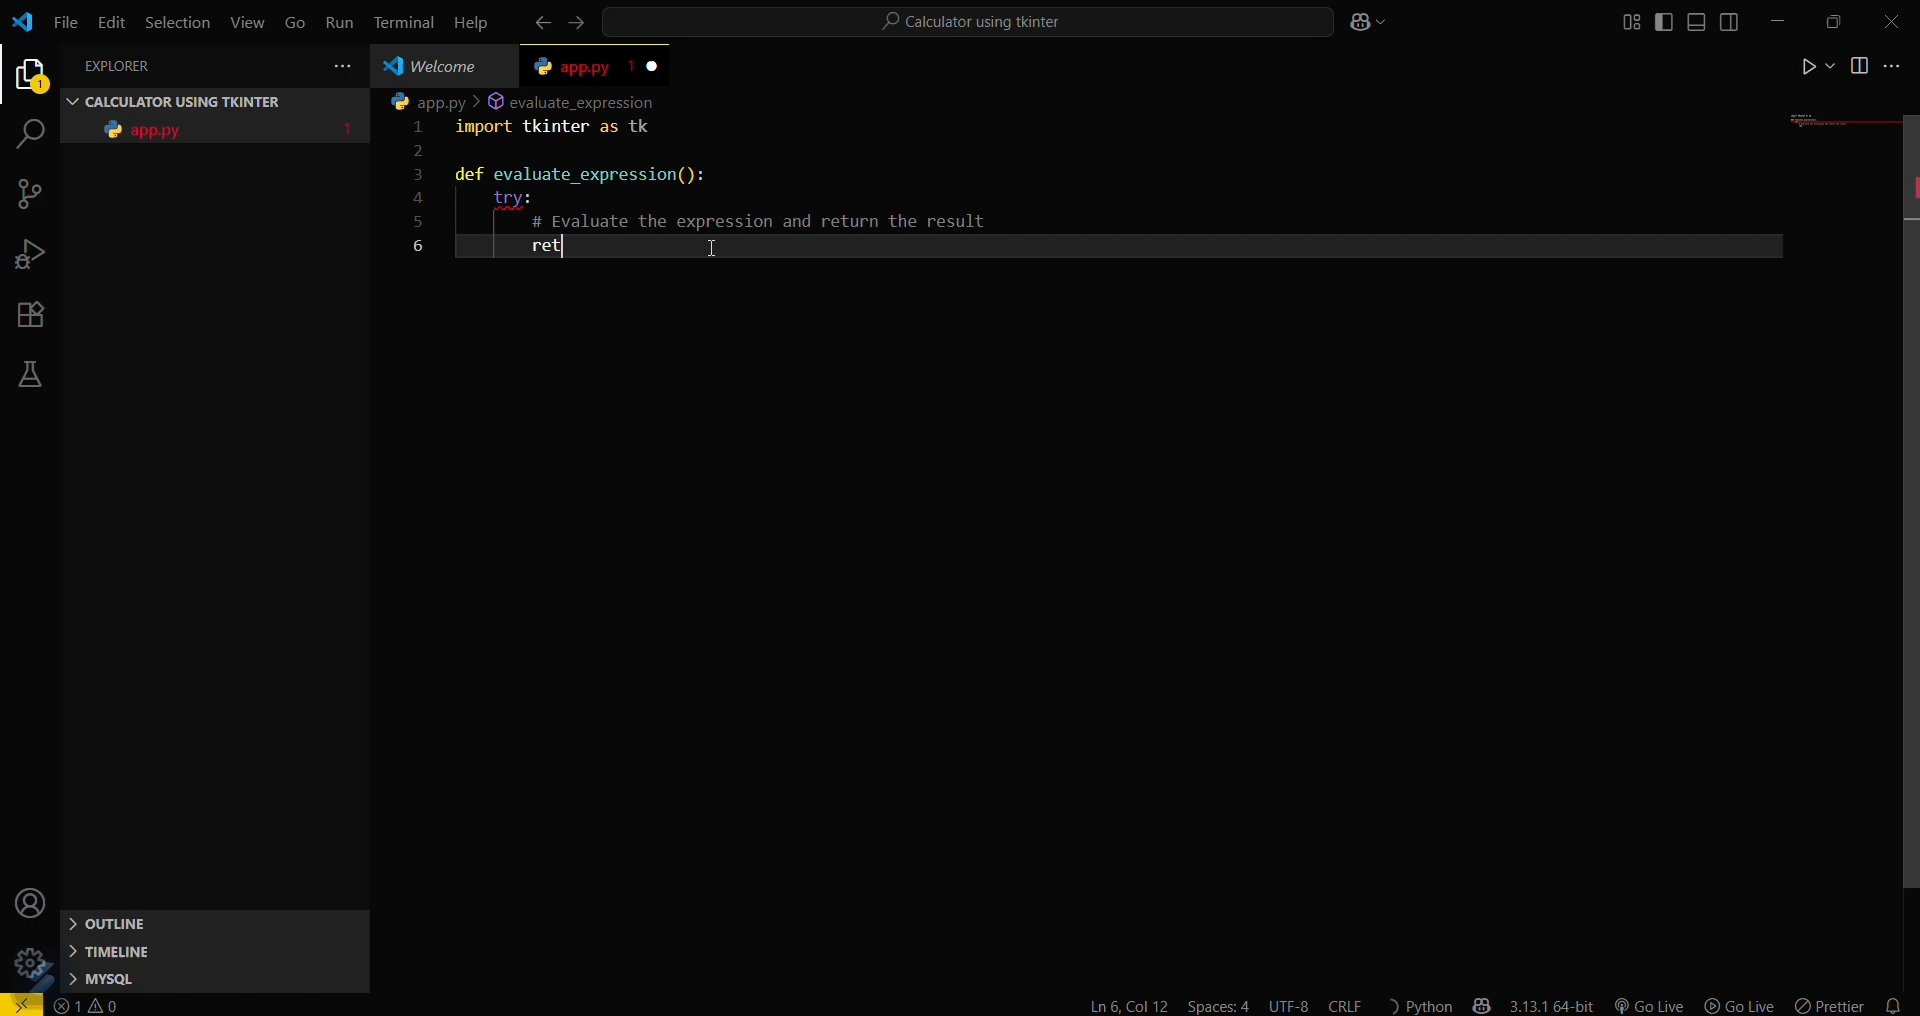 File Edit Selection View Go Run Terminal Help
Calculator using tkinter
1
EXPLORER
Welcome
app.py 1
CALCULATOR USING TKINTER
app.py > evaluate_expression
app.py 1
1 import tkinter as tk
2
3 def evaluate_expression():
4 try:
5 # Evaluate the expression and return the result
6 ret
OUTLINE
TIMELINE
MYSQL
1 0 Ln 6, Col 12 Spaces: 4 UTF-8 CRLF Python 3.13.1 64-bit Go Live Go Live Prettier